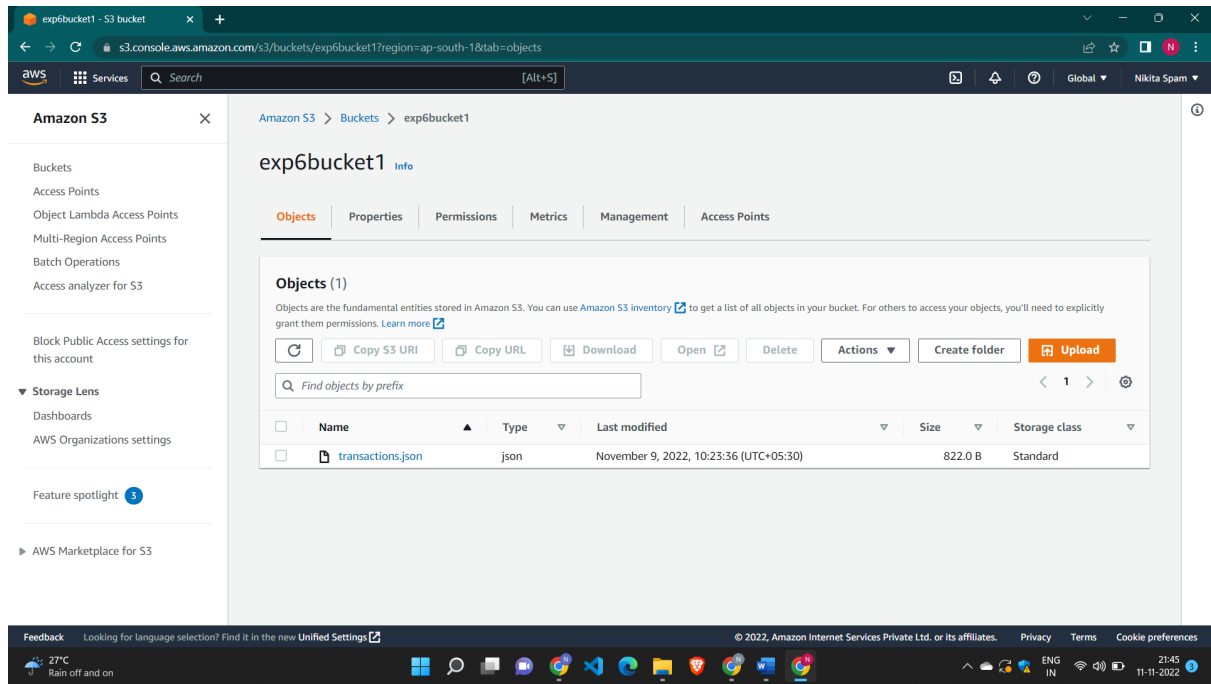 exp6bucket1 - S3 bucket
s3.console.aws.amazon.com/s3/buckets/exp6bucket1?region=ap-south-1&tab=objects
N
aws Services Search [Alt+S] Global Nikita Spam
Amazon S3
Buckets
Access Points
Object Lambda Access Points
Multi-Region Access Points
Batch Operations
Access analyzer for S3
Block Public Access settings for
this account
Storage Lens
Dashboards
AWS Organizations settings
Feature spotlight 3
AWS Marketplace for S3
Amazon S3 > Buckets > exp6bucket1
exp6bucket1 Info
Objects Properties Permissions Metrics Management Access Points
Objects (1)
Objects are the fundamental entities stored in Amazon S3. You can use Amazon S3 inventory to get a list of all objects in your bucket. For others to access your objects, you'll need to explicitly
grant them permissions. Learn more
Copy S3 URI Copy URL Download Open Delete Actions Create folder Upload
Find objects by prefix
< 1 >
Name Type Last modified Size Storage class
transactions.json json November 9, 2022, 10:23:36 (UTC+05:30) 822.0 B Standard
Feedback Looking for language selection? Find it in the new Unified Settings © 2022, Amazon Internet Services Private Ltd. or its affiliates. Privacy Terms Cookie preferences
27°C
Rain off and on
ENG
IN
21:45
11-11-2022
3